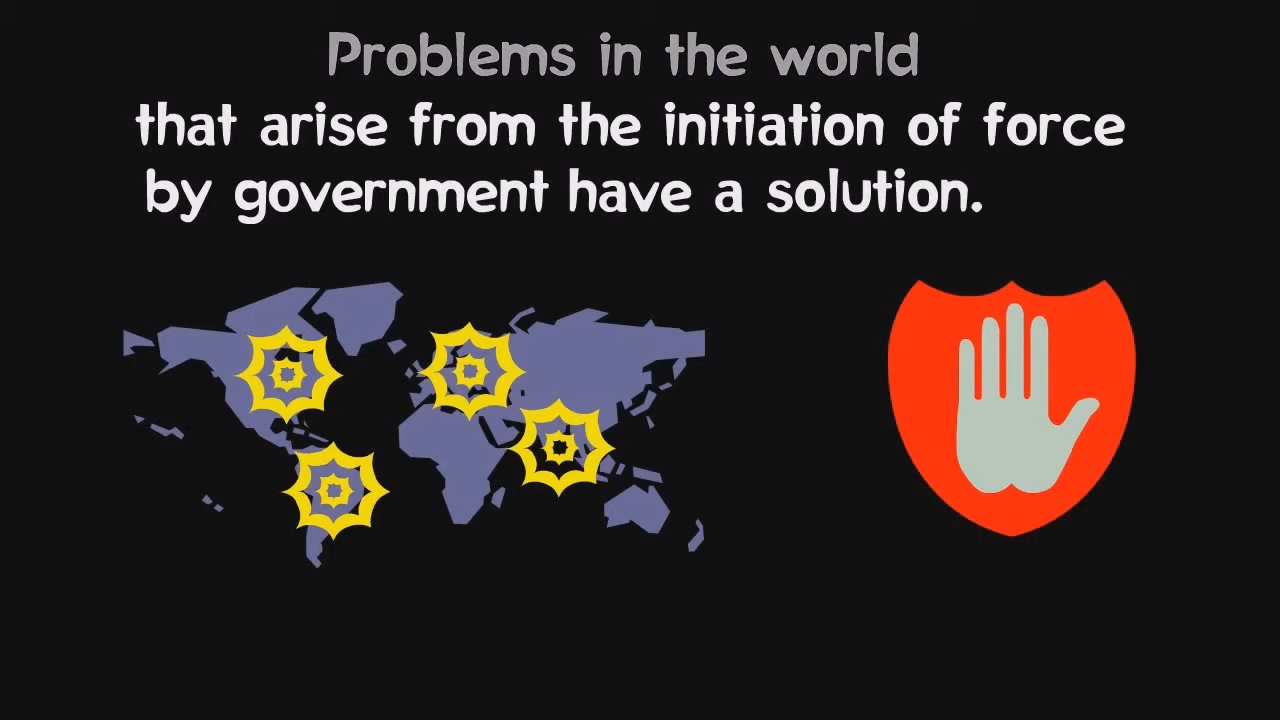 Problems in the world
that arise from the initiation of force
by government have a solution.